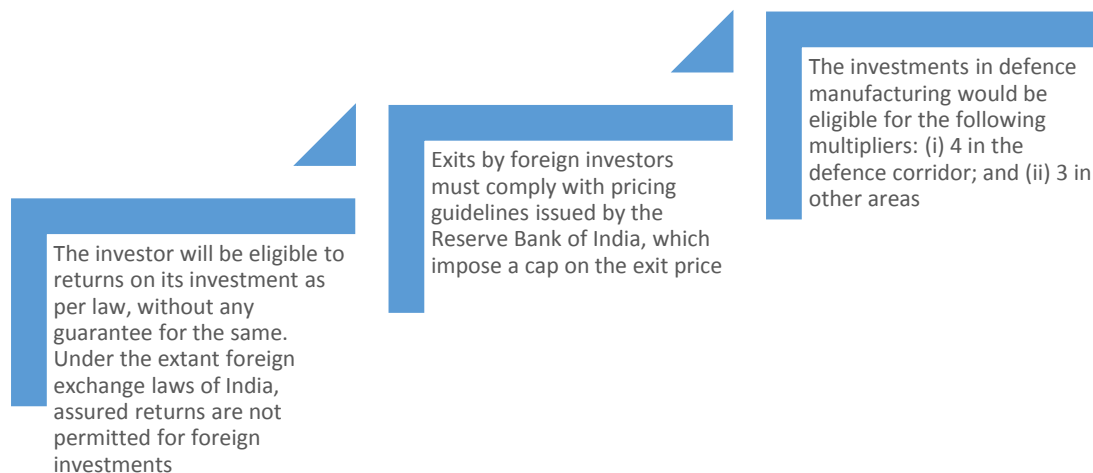 The investor will be eligible to
returns on its investment as
per law, without any
guarantee for the same.
Under the extant foreign
exchange laws of India,
assured returns are not
permitted for foreign
investments
Exits by foreign investors
must comply with pricing
guidelines issued by the
Reserve Bank of India, which
impose a cap on the exit price
The investments in defence
manufacturing would be
eligible for the following
multipliers: (i) 4 in the
defence corridor; and (ii) 3 in
other areas